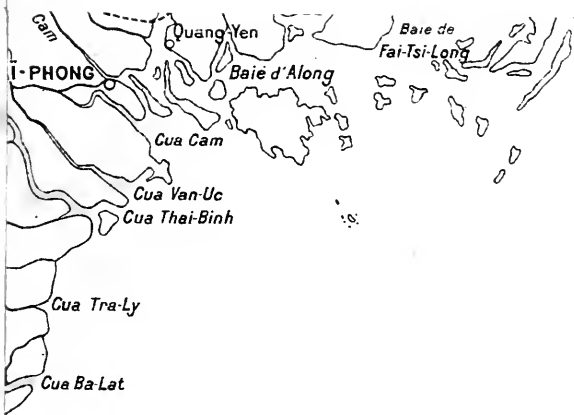 Cam
Quang-Yen
Baie de
Fai-Tsi-Long
Ï-PHONG
Baie d'Along
Cua Cam
Cua Van-Uc
Cua Thai-Binh
Cua Tra-Ly
Cua Ba-Lat